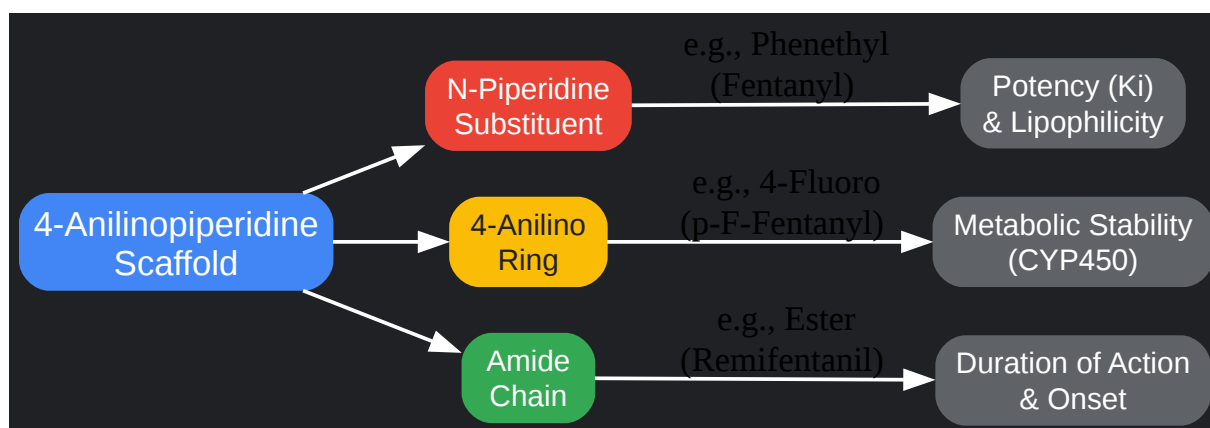 4-Anilinopiperidine
Scaffold
N-Piperidine
Substituent
e.g., Phenethyl
(Fentanyl)
Potency (Ki)
& Lipophilicity
4-Anilino
Ring
e.g., 4-Fluoro
(p-F-Fentanyl)
Metabolic Stability
(CYP450)
Amide
Chain
e.g., Ester
(Remifentanil)
Duration of Action
& Onset